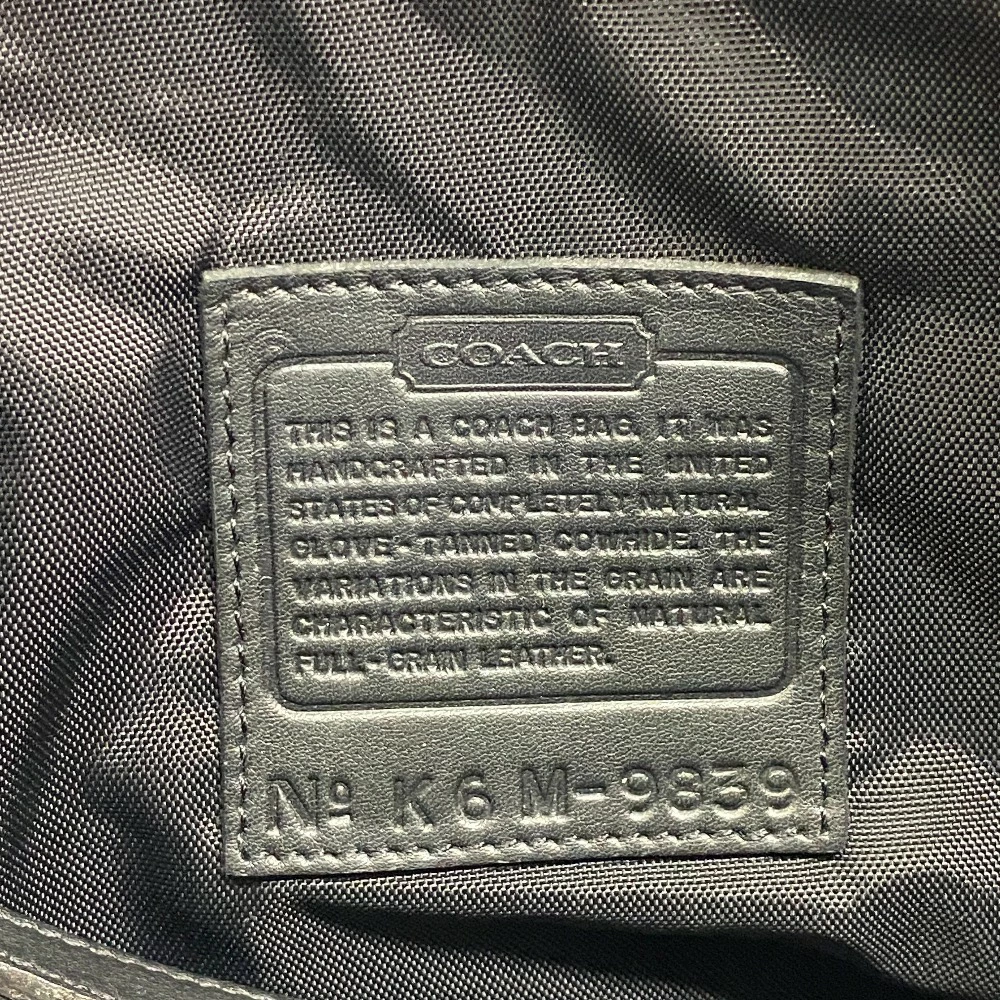 COACH
THIS IS A COACH BAG. IT WAS
HANDCRAFTED IN THE UNITED
STATES OF COMPLETELY NATURAL
GLOVE-TANNED COWHIDE. THE
VARIATIONS IN THE GRAIN ARE
CHARACTERISTIC OF NATURAL
FULL-GRAIN LEATHER.
Nº K6M-9839